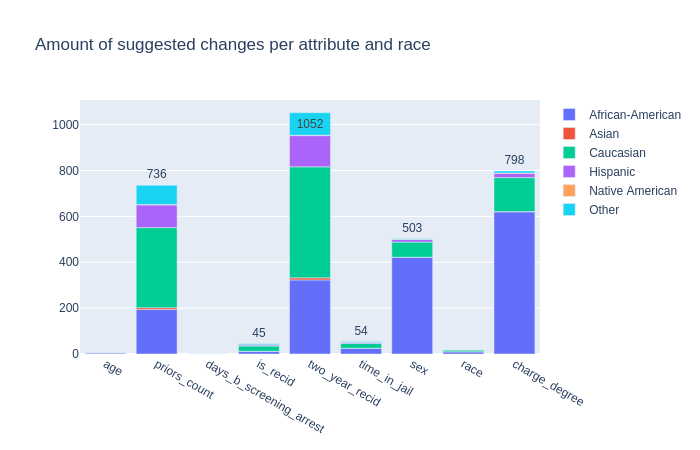 Amount of suggested changes per attribute and race
1000
800
600
400
200
0
736
45
1052
54
503
798
age
priors_count
days_b_screening_arrest
is_recid
two_year_recid
time_in_jail
sex
race
charge_degree
African-American
Asian
Caucasian
Hispanic
Native American
Other